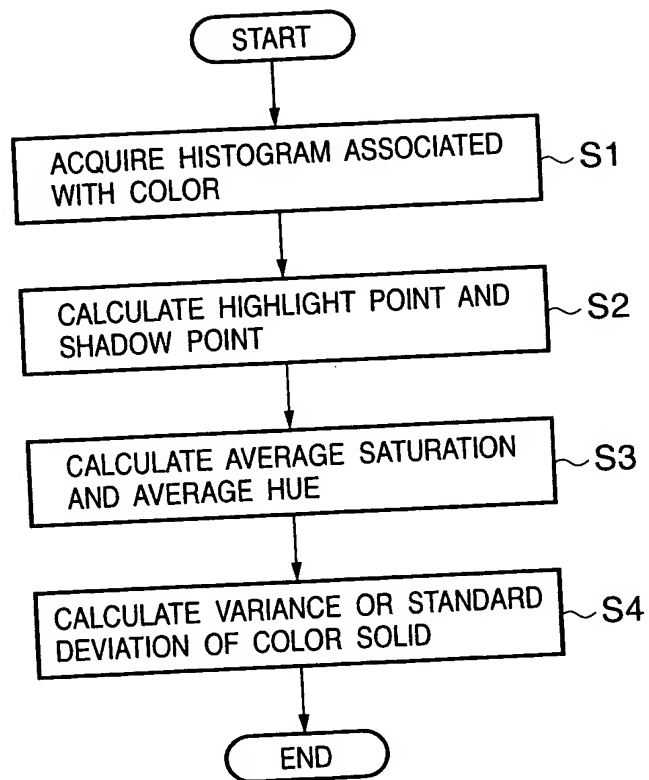 START
ACQUIRE HISTOGRAM ASSOCIATED
WITH COLOR
S1
CALCULATE HIGHLIGHT POINT AND
SHADOW POINT
S2
CALCULATE AVERAGE SATURATION
AND AVERAGE HUE
S3
CALCULATE VARIANCE OR STANDARD
DEVIATION OF COLOR SOLID
S4
END